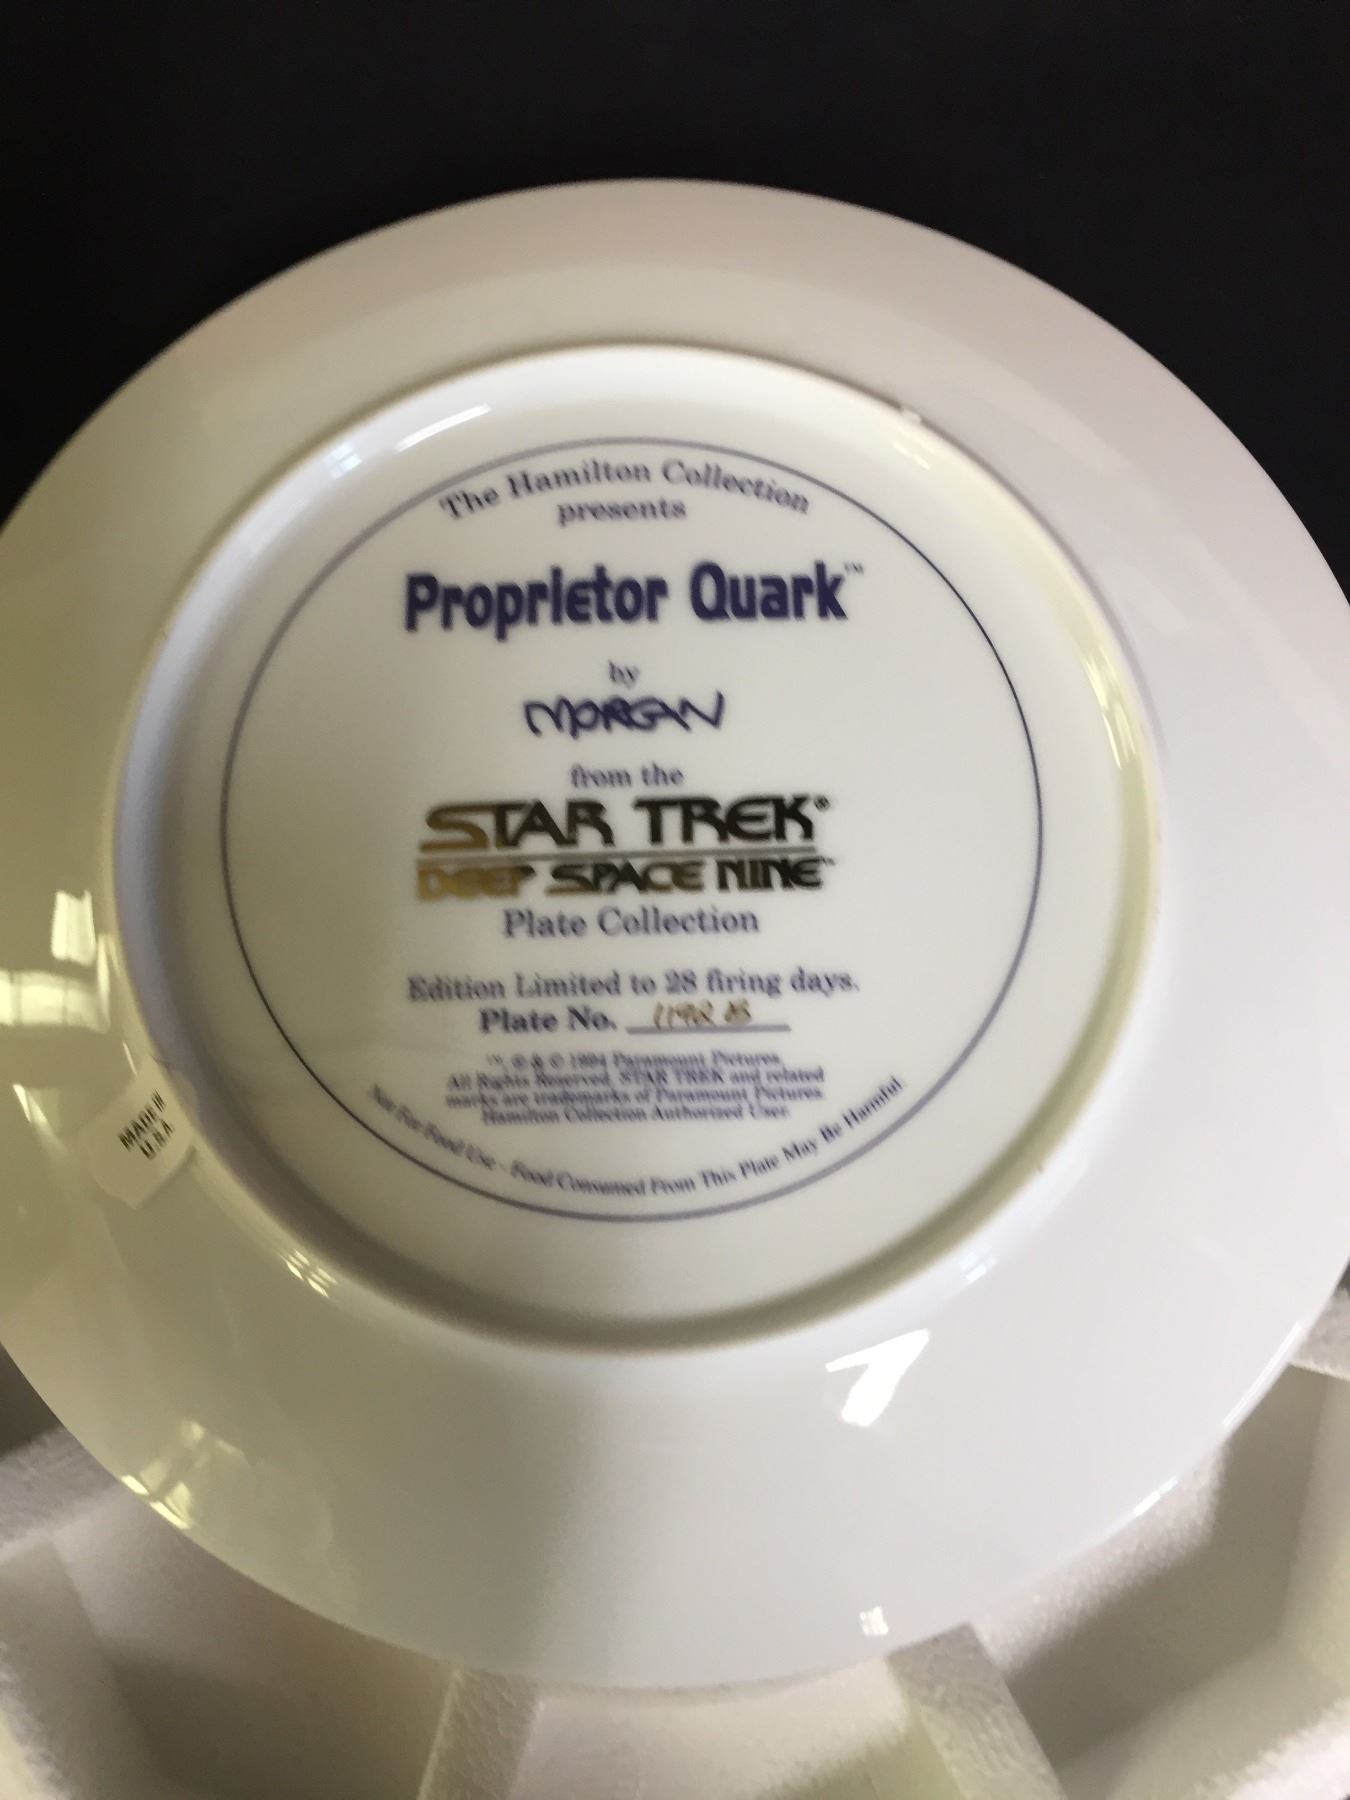 The Hamilton Collection
presents
Proprietor Quark™
by
MORGAN
from the
STAR TREK®
DEEP SPACE NINE™
Plate Collection
Edition Limited to 28 firing days.
Plate No.
™, ® & © 1994 Paramount Pictures.
All Rights Reserved. STAR TREK and related
marks are trademarks of Paramount Pictures.
Hamilton Collection Authorized User.
Not For Food Use - Food Consumed From This Plate May Be Harmful.
MADE IN
U.S.A.